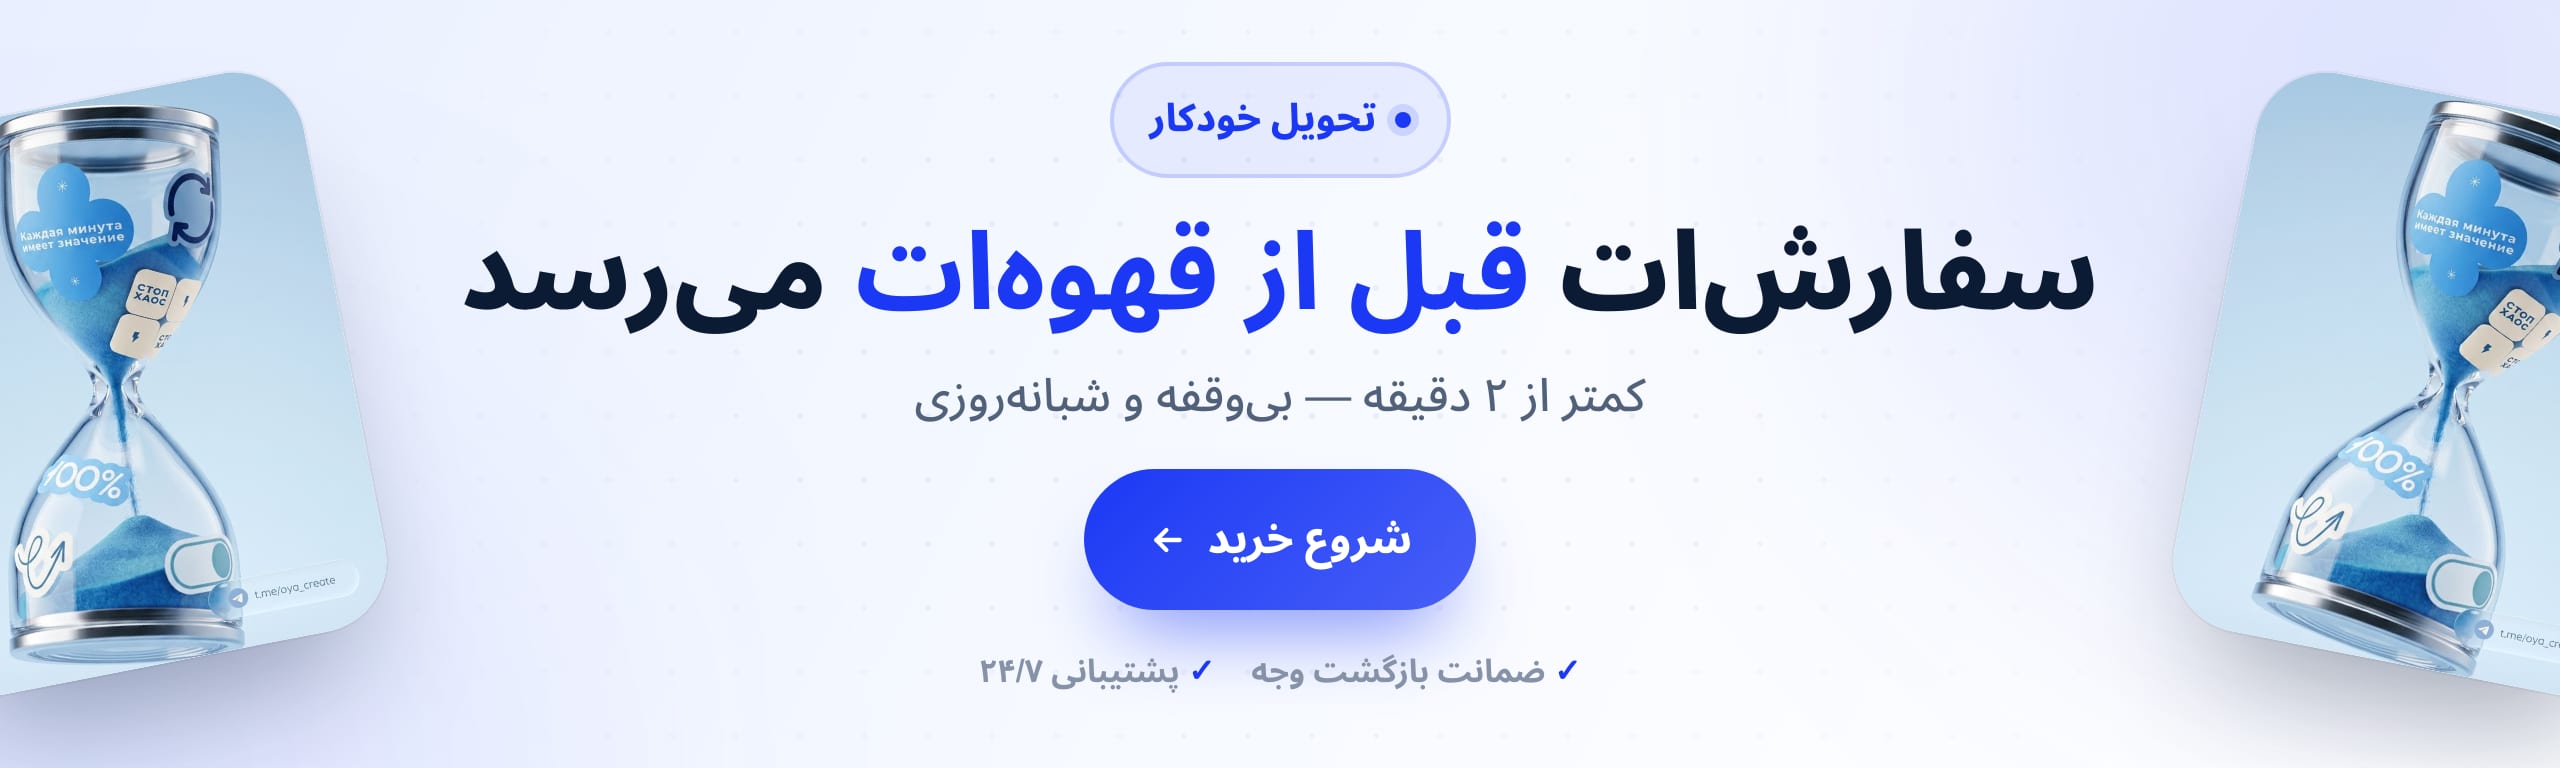 تحویل خودکار
سفارش‌ات قبل از قهوه‌ات می‌رسد
کمتر از ۲ دقیقه — بی‌وقفه و شبانه‌روزی
شروع خرید ←
✓ ضمانت بازگشت وجه ✓ پشتیبانی ۲۴/۷
Каждая минута
имеет значение
СТОП
ХАОС
100%
t.me/oya_create
Каждая минута
имеет значение
СТОП
ХАОС
100%
t.me/oya_c